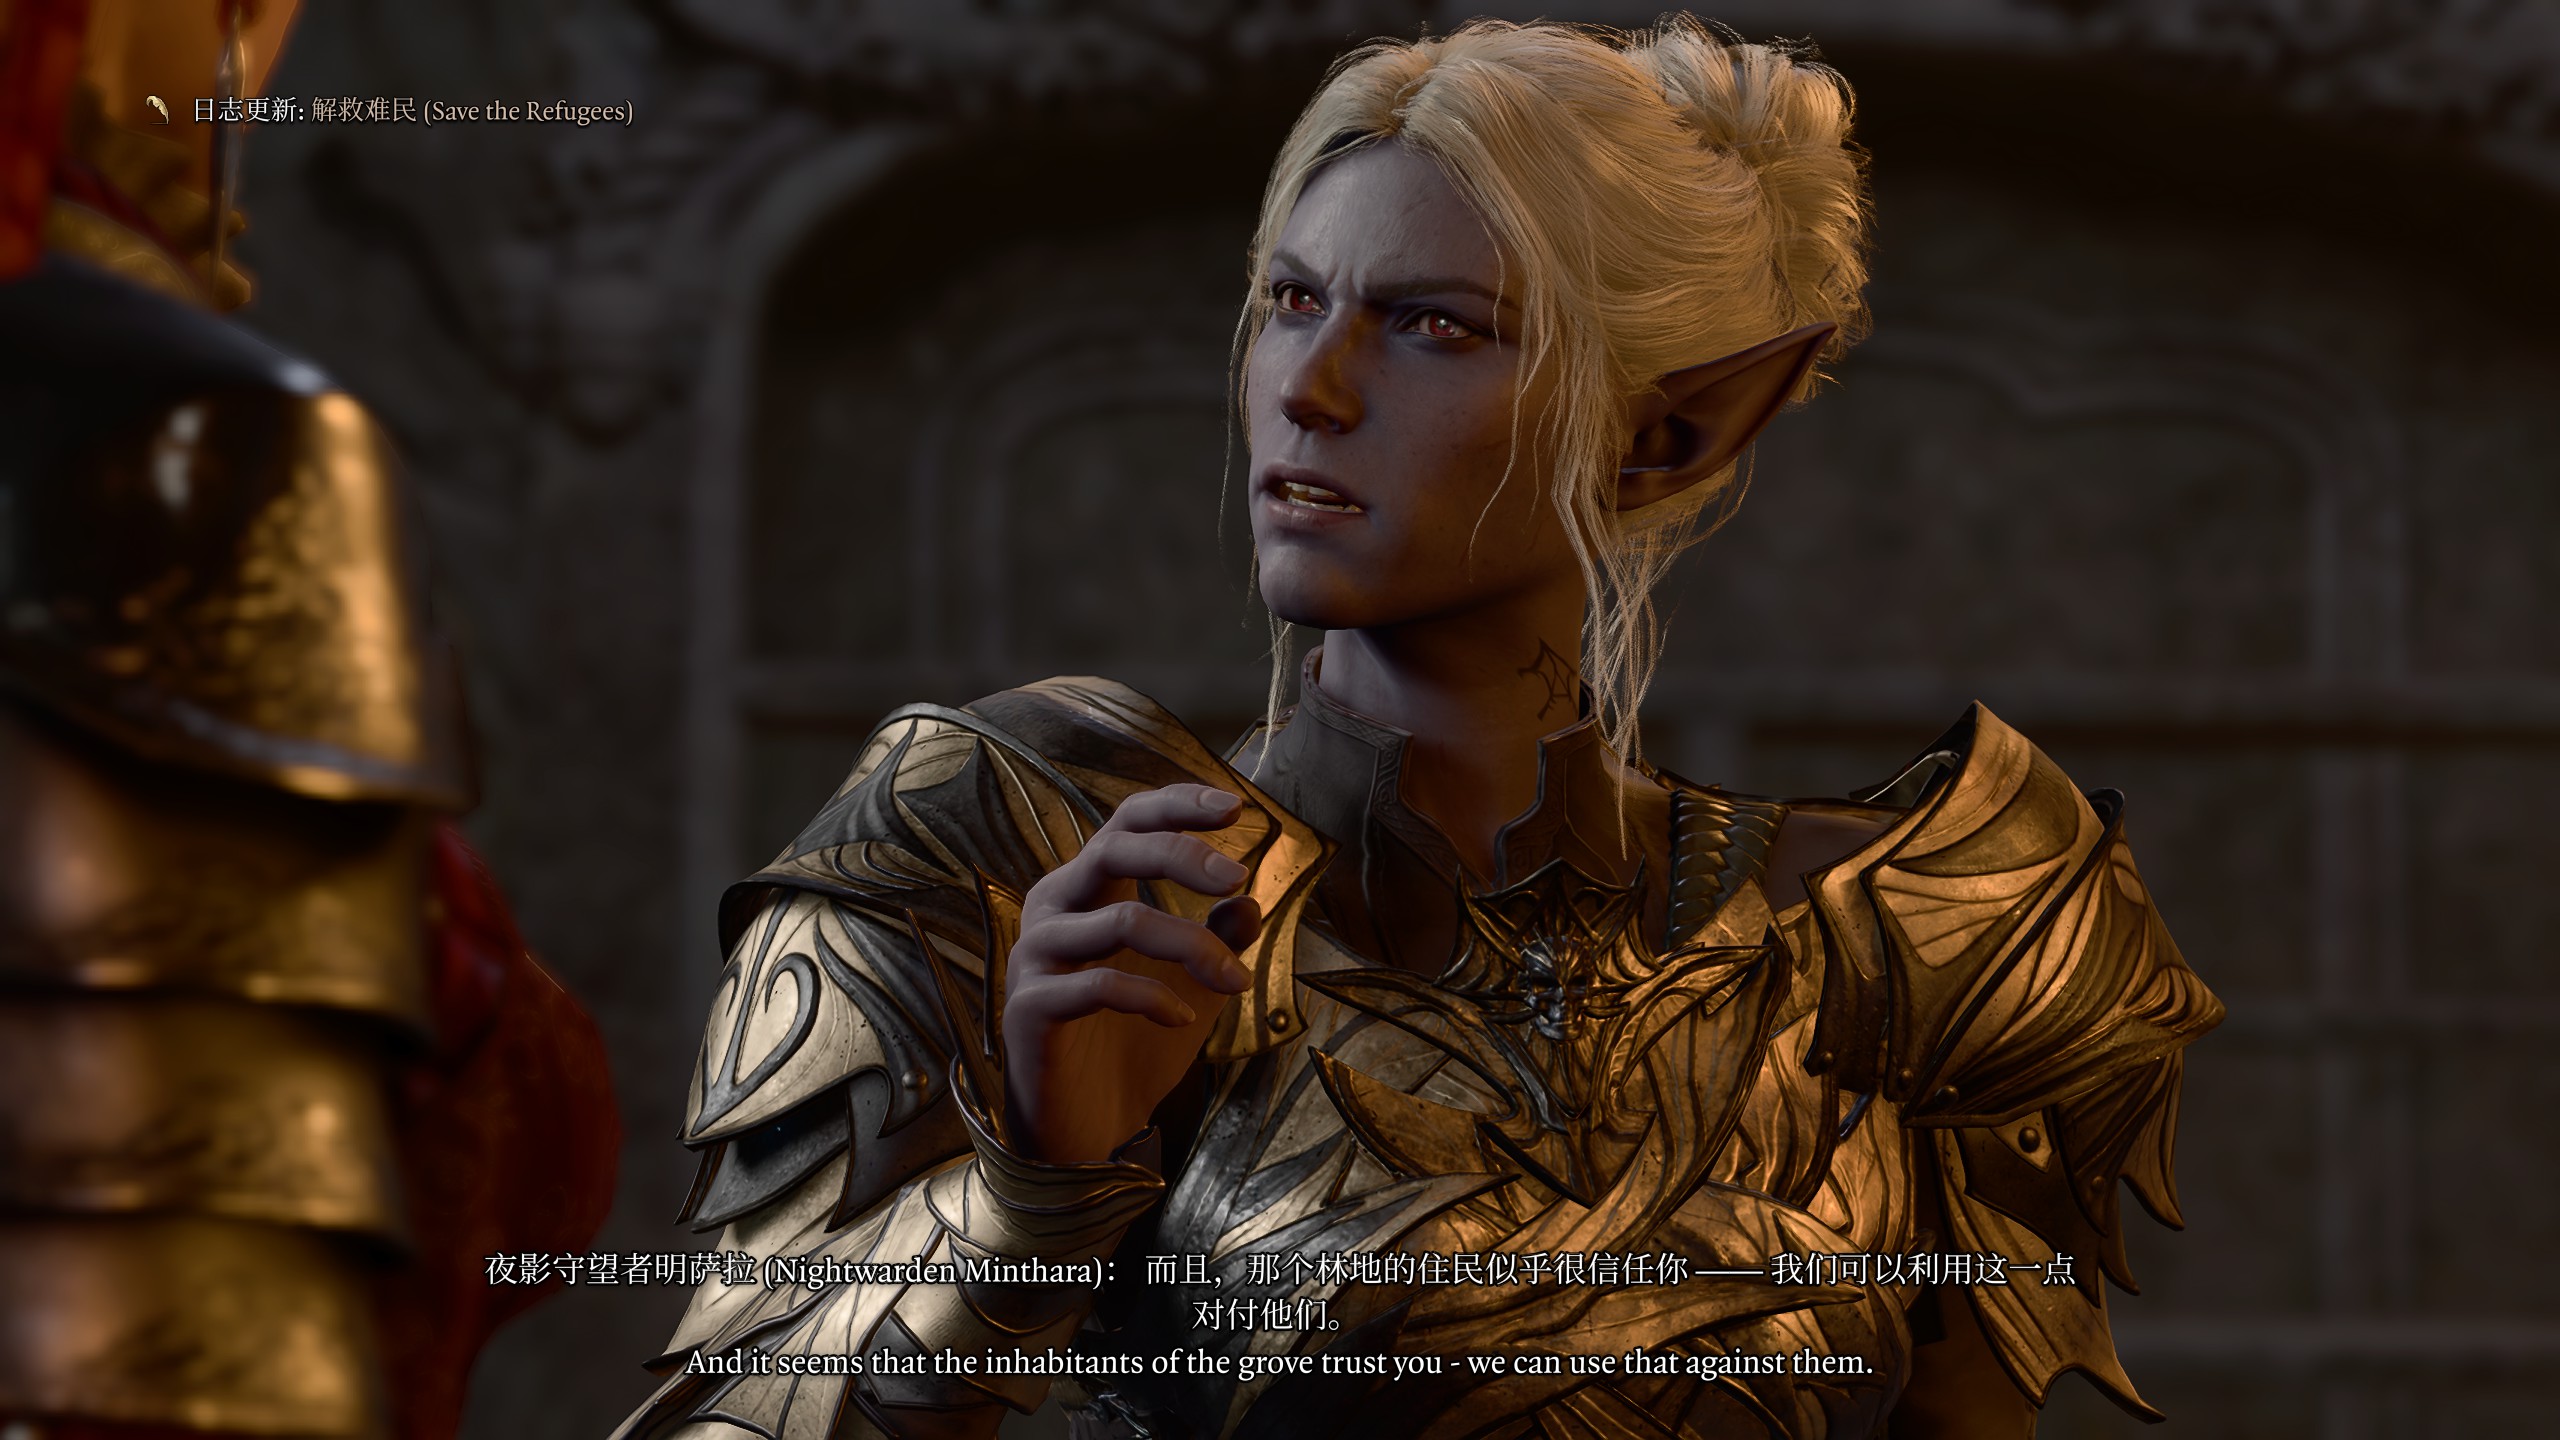 日志更新: 解救难民 (Save the Refugees)
夜影守望者明萨拉 (Nightwarden Minthara)： 而且，那个林地的住民似乎很信任你 —— 我们可以利用这一点
对付他们。
And it seems that the inhabitants of the grove trust you - we can use that against them.